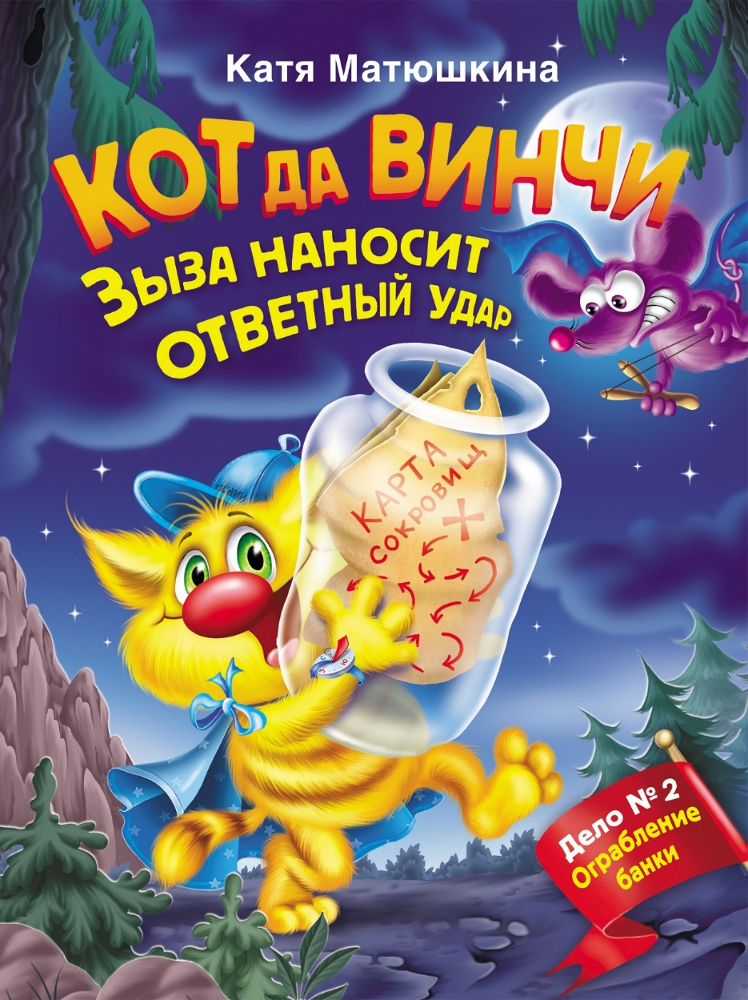 Катя Матюшкина
КОТ ДА ВИНЧИ
ЗЫЗА НАНОСИТ
ОТВЕТНЫЙ УДАР
КАРТА
СОКРОВИЩ
Дело № 2
Ограбление
банки